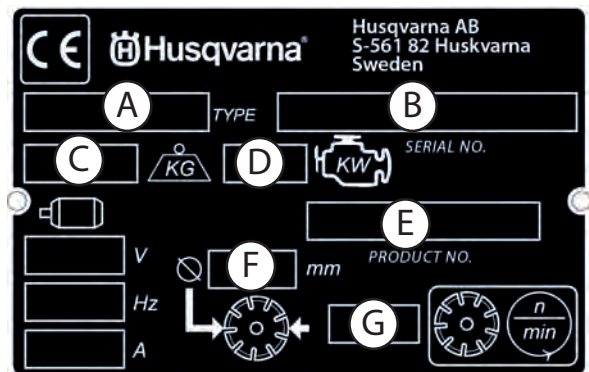 CE Husqvarna®
Husqvarna AB
S-561 82 Huskvarna
Sweden
A TYPE B
SERIAL NO.
C KG D KW
E
PRODUCT NO.
V F mm
Hz G n
min
A